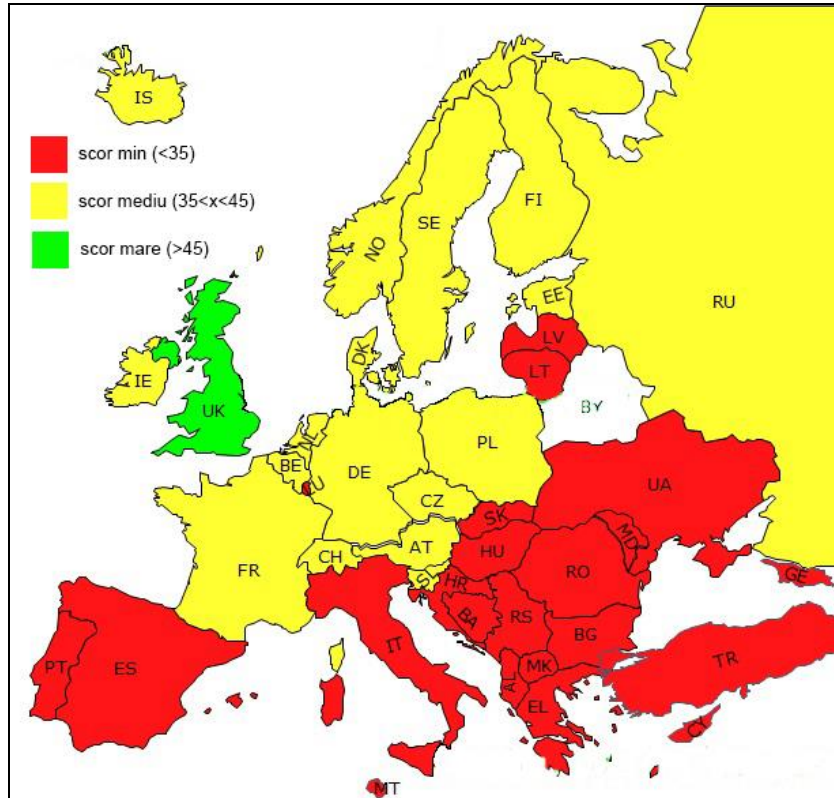 IS
scor min (<35)
scor mediu (35<x<45)
scor mare (>45)
NO
SE
FI
RU
EE
LV
LT
DK
IE
UK
BY
NL
BE
DE
PL
LU
CZ
UA
SK
MD
AT
HU
CH
FR
SL
HR
RO
GE
BA
RS
IT
BG
PT
ES
MK
AL
TR
EL
CY
MT